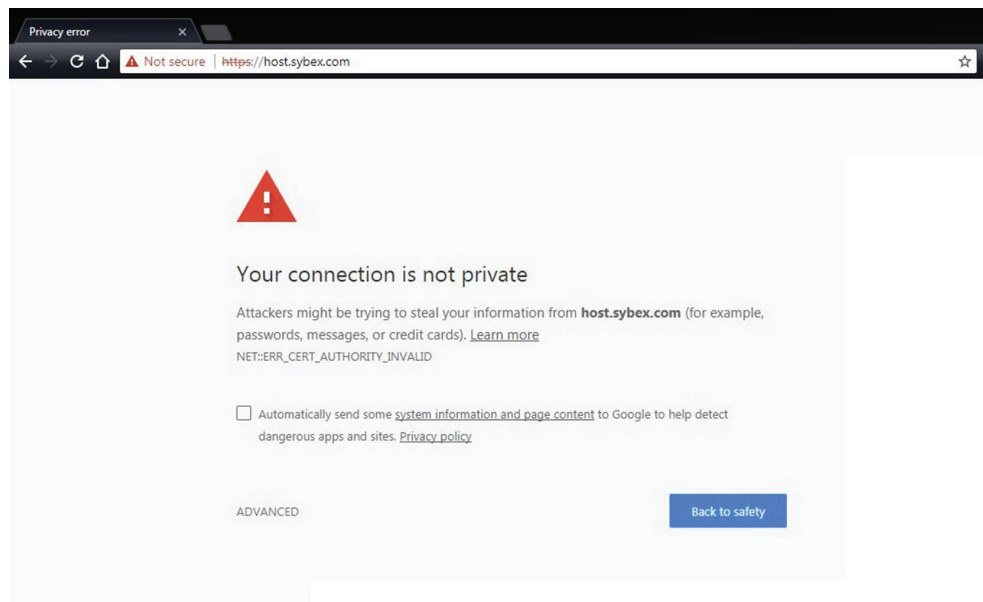 Privacy error
Not secure | https://host.sybex.com
Your connection is not private
Attackers might be trying to steal your information from host.sybex.com (for example,
passwords, messages, or credit cards). Learn more
NET::ERR_CERT_AUTHORITY_INVALID
Automatically send some system information and page content to Google to help detect
dangerous apps and sites. Privacy policy
ADVANCED
Back to safety